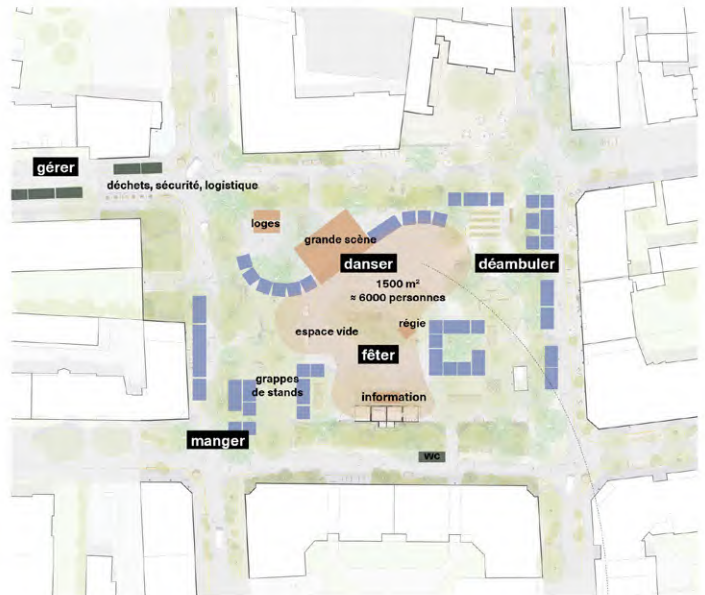 gérer
déchets, sécurité, logistique
loges
grande scène
danser
déambuler
1500 m²
≈ 6000 personnes
espace vide
régie
fêter
grappes
de stands
information
manger
wc